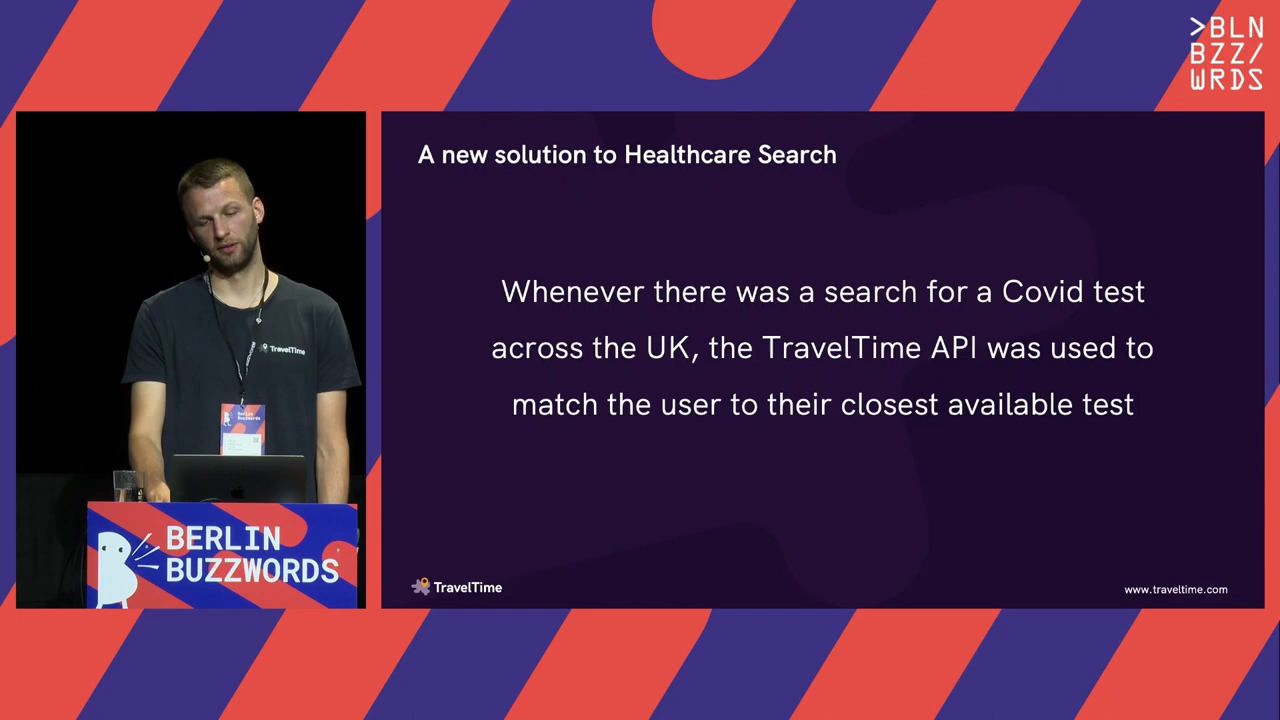 >BLN
BZZ/
WRDS
A new solution to Healthcare Search
Whenever there was a search for a Covid test
across the UK, the TravelTime API was used to
match the user to their closest available test
TravelTime
www.traveltime.com
TravelTime
Berlin
Buzzwords
BERLIN
BUZZWORDS